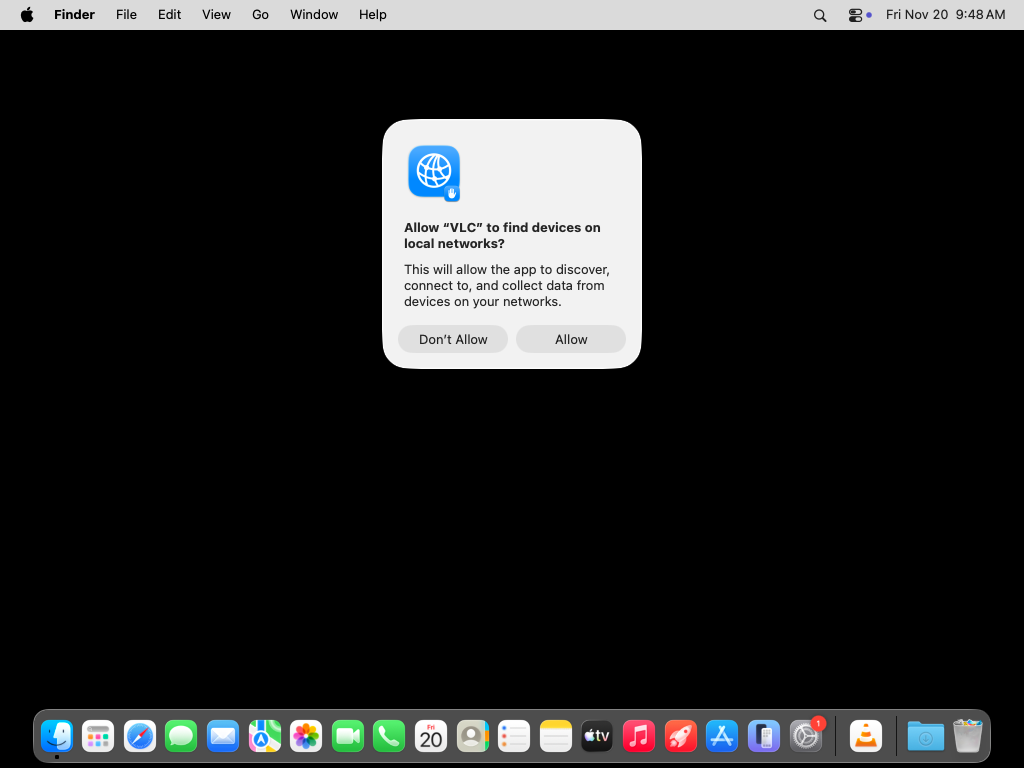 Finder File Edit View Go Window Help Fri Nov 20 9:48 AM
Allow “VLC” to find devices on
local networks?
This will allow the app to discover,
connect to, and collect data from
devices on your networks.
Don’t Allow Allow
Fri
20
tv
1